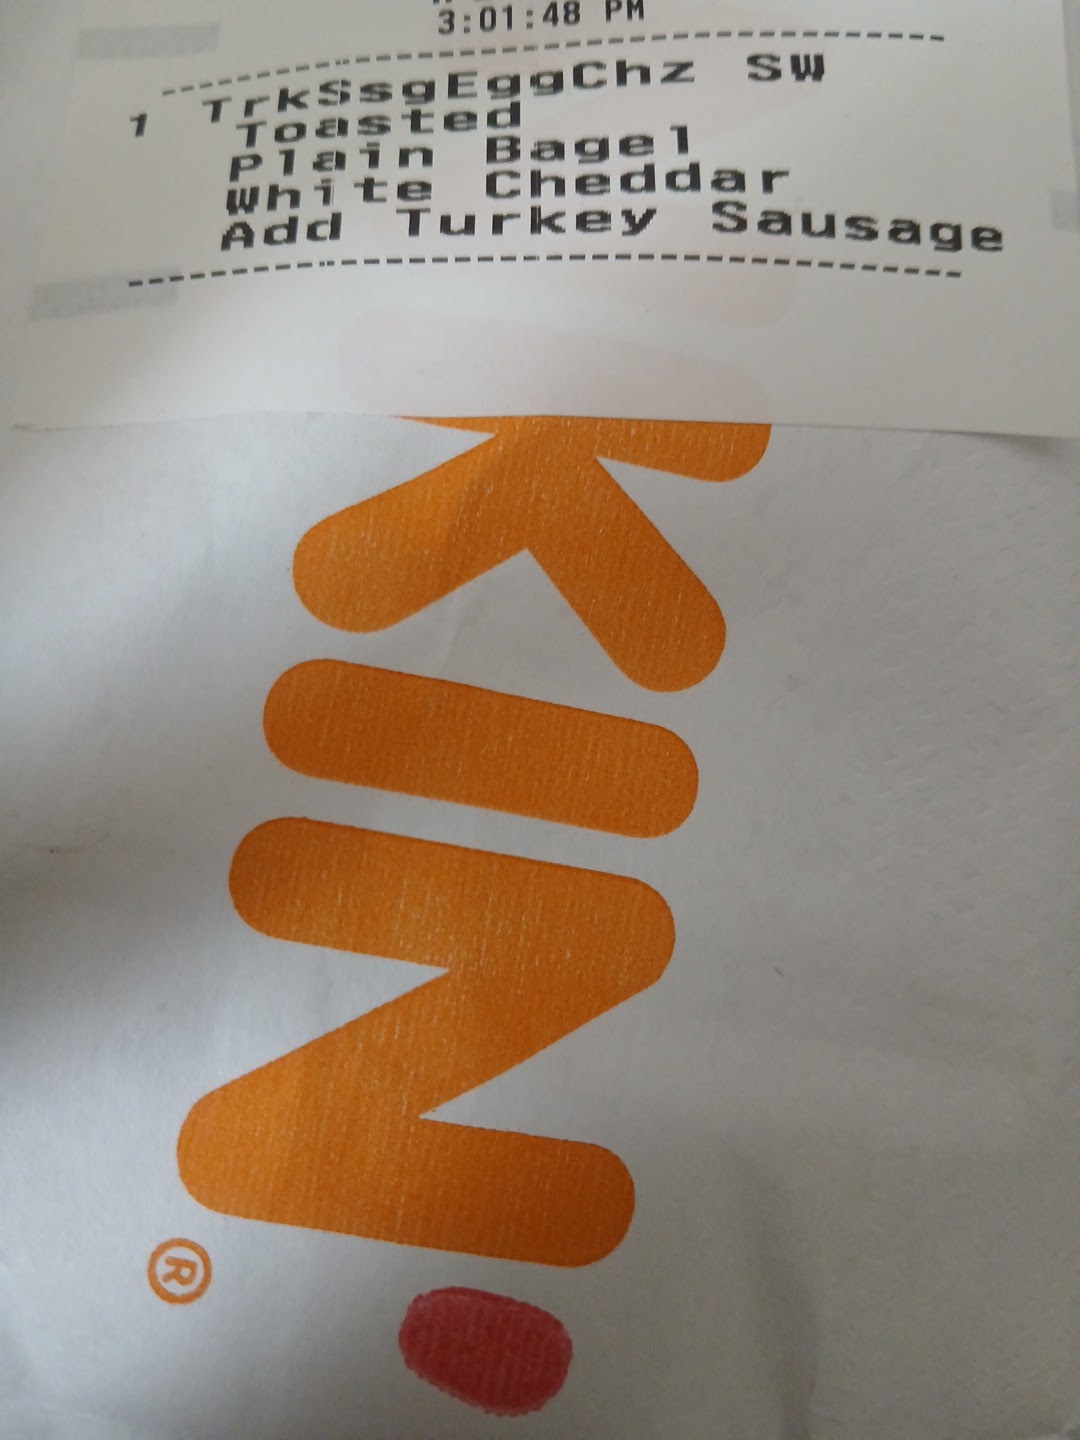 3:01:48 PM
1 TrkSsgEggChz SW
Toasted
Plain Bagel
White Cheddar
Add Turkey Sausage
KIN
®